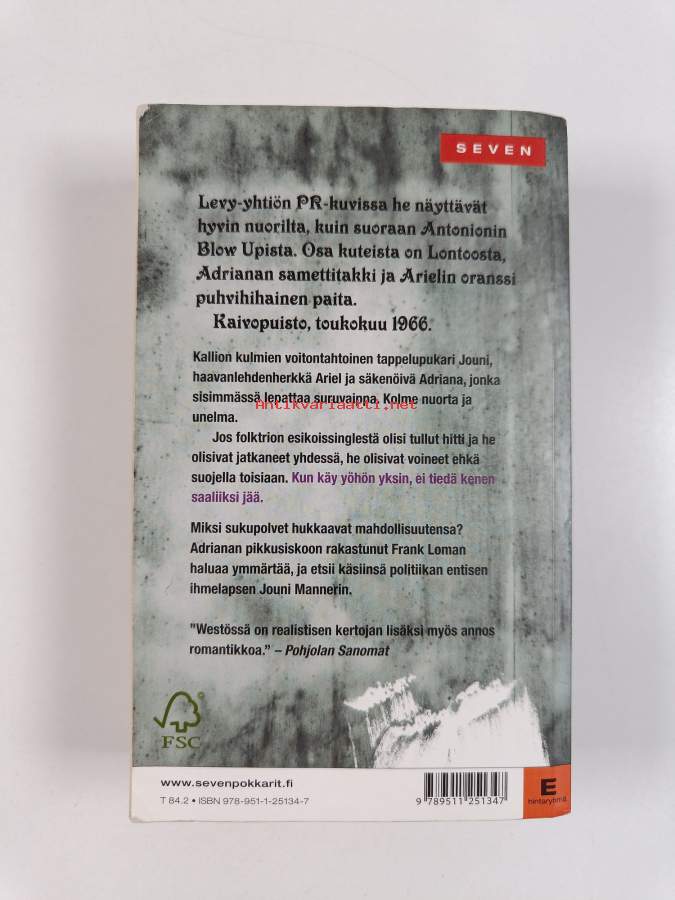 SEVEN
Levy-yhtiön PR-kuvissa he näyttävät
hyvin nuorilta, kuin suoraan Antonionin
Blow Upista. Osa kuteista on Lontoosta,
Adrianan samettitakki ja Arielin oranssi
puhvihihainen paita.
Kaivopuisto, toukokuu 1966.
Kallion kulmien voitontahtoinen tappelupukari Jouni,
haavanlehdenherkkä Ariel ja säkenöivä Adriana, jonka
sisimmässä lepattaa suruvaippa. Kolme nuorta ja
Antikvariaatti.net
unelma.
Jos folktrion esikoissinglestä olisi tullut hitti ja he
olisivat jatkaneet yhdessä, he olisivat voineet ehkä
suojella toisiaan. Kun käy yöhön yksin, ei tiedä kenen
saaliiksi jää.
Miksi sukupolvet hukkaavat mahdollisuutensa?
Adrianan pikkusiskoon rakastunut Frank Loman
haluaa ymmärtää, ja etsii käsiinsä politiikan entisen
ihmelapsen Jouni Mannerin.
"Westössä on realistisen kertojan lisäksi myös annos
romantikkoa." – Pohjolan Sanomat
FSC
www.sevenpokkarit.fi
T 84.2 • ISBN 978-951-1-25134-7
9 789511 251347
E
hintaryhmä